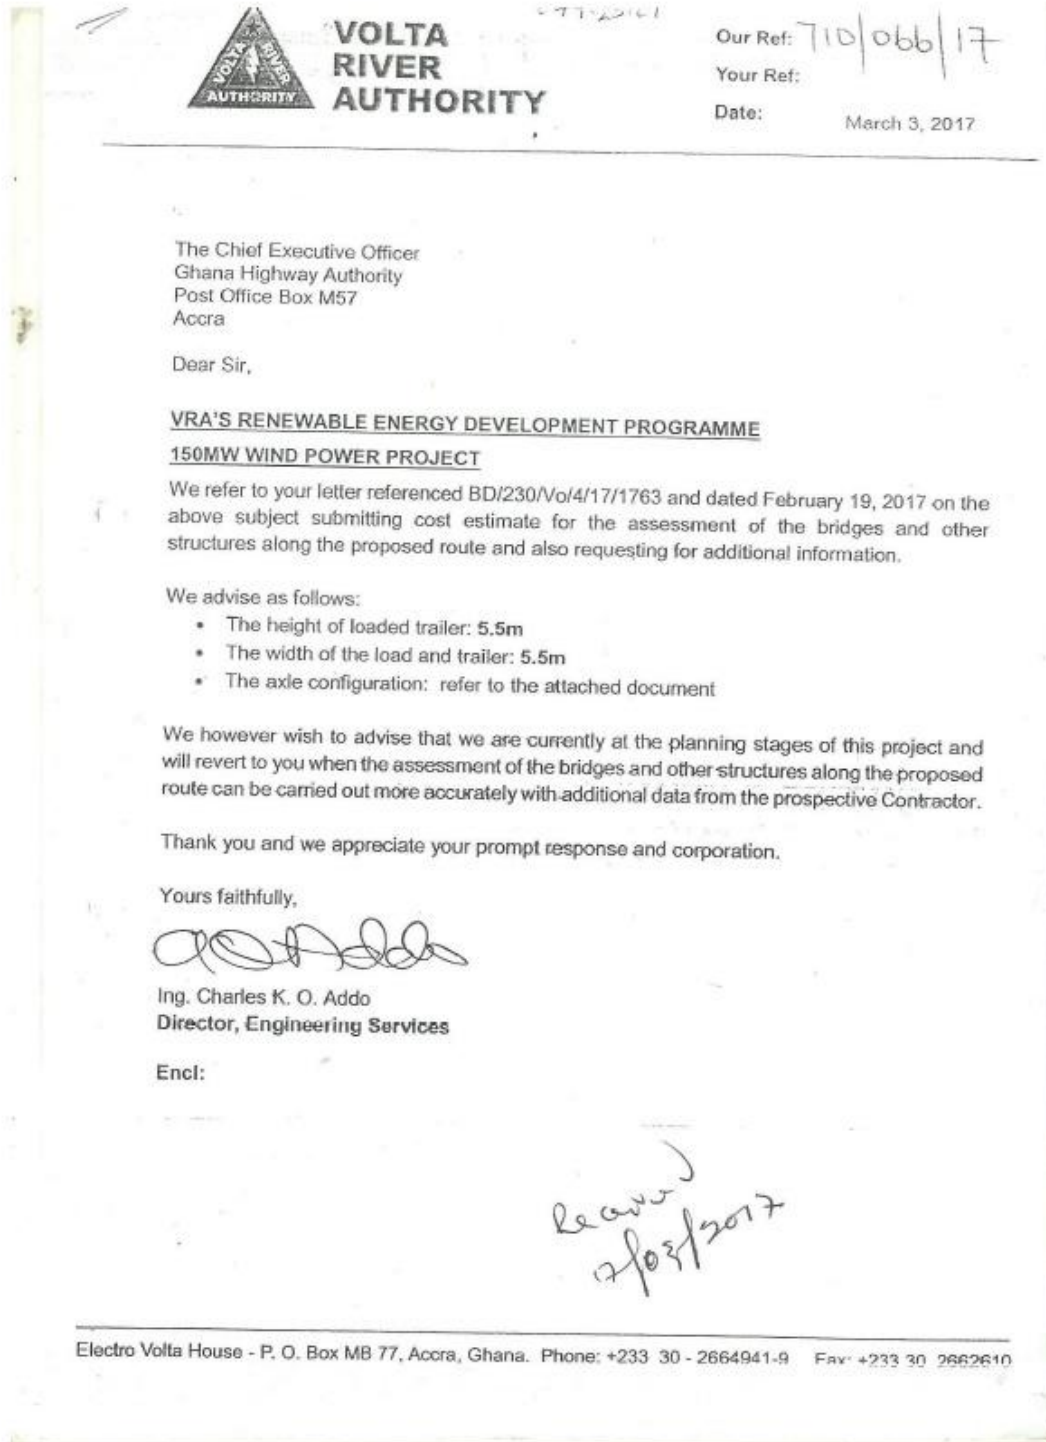 VOLTA
RIVER
AUTHORITY
VOLTA RIVER
AUTHORITY
Our Ref: 710/066/17
Your Ref:
Date: March 3, 2017
The Chief Executive Officer
Ghana Highway Authority
Post Office Box M57
Accra
Dear Sir,
VRA'S RENEWABLE ENERGY DEVELOPMENT PROGRAMME
150MW WIND POWER PROJECT
We refer to your letter referenced BD/230/Vo/4/17/1763 and dated February 19, 2017 on the
above subject submitting cost estimate for the assessment of the bridges and other
structures along the proposed route and also requesting for additional information.
We advise as follows:
• The height of loaded trailer: 5.5m
• The width of the load and trailer: 5.5m
• The axle configuration: refer to the attached document
We however wish to advise that we are currently at the planning stages of this project and
will revert to you when the assessment of the bridges and other structures along the proposed
route can be carried out more accurately with additional data from the prospective Contractor.
Thank you and we appreciate your prompt response and corporation.
Yours faithfully,
Ing. Charles K. O. Addo
Director, Engineering Services
Encl:
Received
7/03/2017
Electro Volta House - P. O. Box MB 77, Accra, Ghana. Phone: +233 30 - 2664941-9 Fax: +233 30 2662610